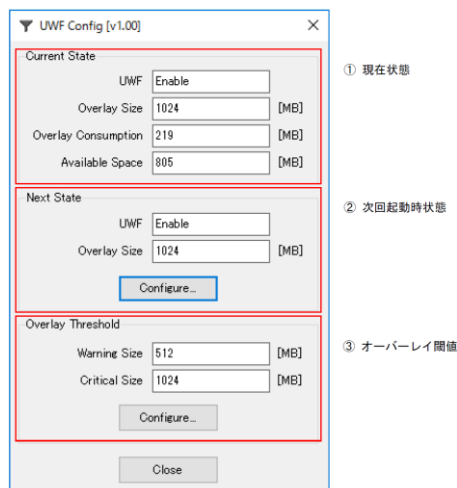 UWF Config [v1.00]
Current State
① 現在状態
UWF Enable
Overlay Size 1024 [MB]
Overlay Consumption 219 [MB]
Available Space 805 [MB]
Next State
② 次回起動時状態
UWF Enable
Overlay Size 1024 [MB]
Configure...
Overlay Threshold
③ オーバーレイ閾値
Warning Size 512 [MB]
Critical Size 1024 [MB]
Configure...
Close